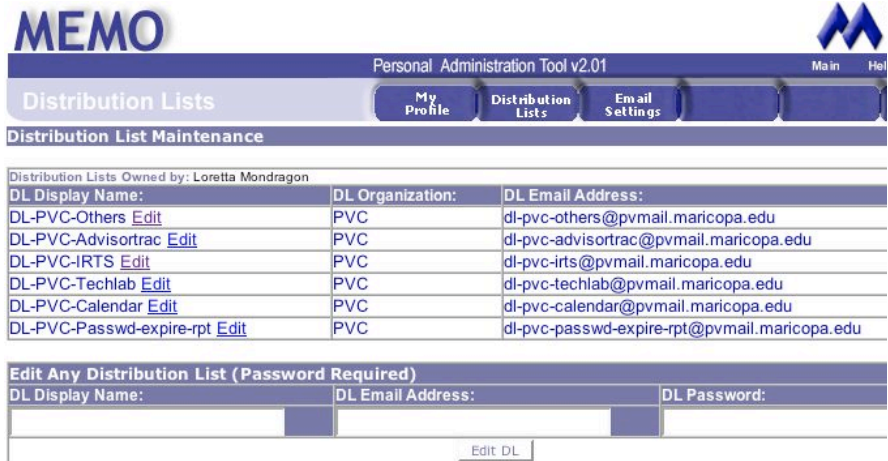 MEMO
Personal Administration Tool v2.01
Main Hel
Distribution Lists
My Profile
Distribution Lists
Email Settings
Distribution List Maintenance
Distribution Lists Owned by: Loretta Mondragon
DL Display Name: DL Organization: DL Email Address:
DL-PVC-Others Edit PVC dl-pvc-others@pvmail.maricopa.edu
DL-PVC-Advisortrac Edit PVC dl-pvc-advisortrac@pvmail.maricopa.edu
DL-PVC-IRTS Edit PVC dl-pvc-irts@pvmail.maricopa.edu
DL-PVC-Techlab Edit PVC dl-pvc-techlab@pvmail.maricopa.edu
DL-PVC-Calendar Edit PVC dl-pvc-calendar@pvmail.maricopa.edu
DL-PVC-Passwd-expire-rpt Edit PVC dl-pvc-passwd-expire-rpt@pvmail.maricopa.edu
Edit Any Distribution List (Password Required)
DL Display Name: DL Email Address: DL Password:
Edit DL